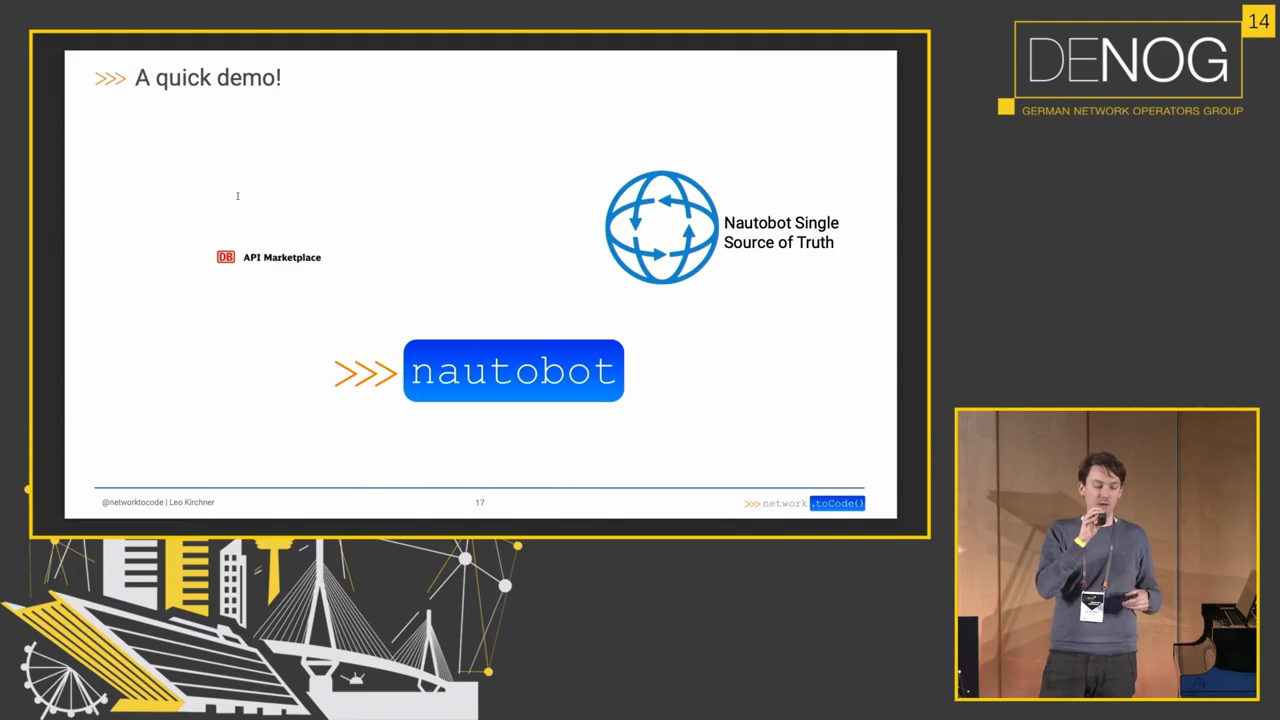 >>> A quick demo!
DB API Marketplace
Nautobot Single
Source of Truth
>>> nautobot
@networktocode | Leo Kirchner
17
>>> network .toCode()
14
DENOG
GERMAN NETWORK OPERATORS GROUP